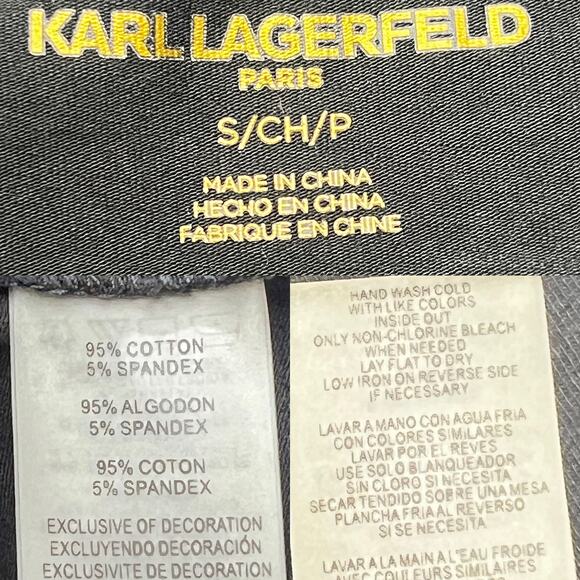 KARL LAGERFELD
PARIS
S/CH/P
MADE IN CHINA
HECHO EN CHINA
FABRIQUE EN CHINE
95% COTTON
5% SPANDEX
95% ALGODON
5% SPANDEX
95% COTON
5% SPANDEX
EXCLUSIVE OF DECORATION
EXCLUYENDO DECORACIÓN
EXCLUSIVITE DE DECORATION
HAND WASH COLD
WITH LIKE COLORS
INSIDE OUT
ONLY NON-CHLORINE BLEACH
WHEN NEEDED
LAY FLAT TO DRY
LOW IRON ON REVERSE SIDE
IF NECESSARY
LAVAR A MANO CON AGUA FRIA
CON COLORES SIMILARES
LAVAR POR EL REVES
USE SOLO BLANQUEADOR
SIN CLORO SI NECESITA
SECAR TENDIDO SOBRE UNA MESA
PLANCHA FRIA AL REVERSO
SI SE NECESITA
LAVAR A LA MAIN A L'EAU FROIDE
AVEC COULEURS SIMILAIRES